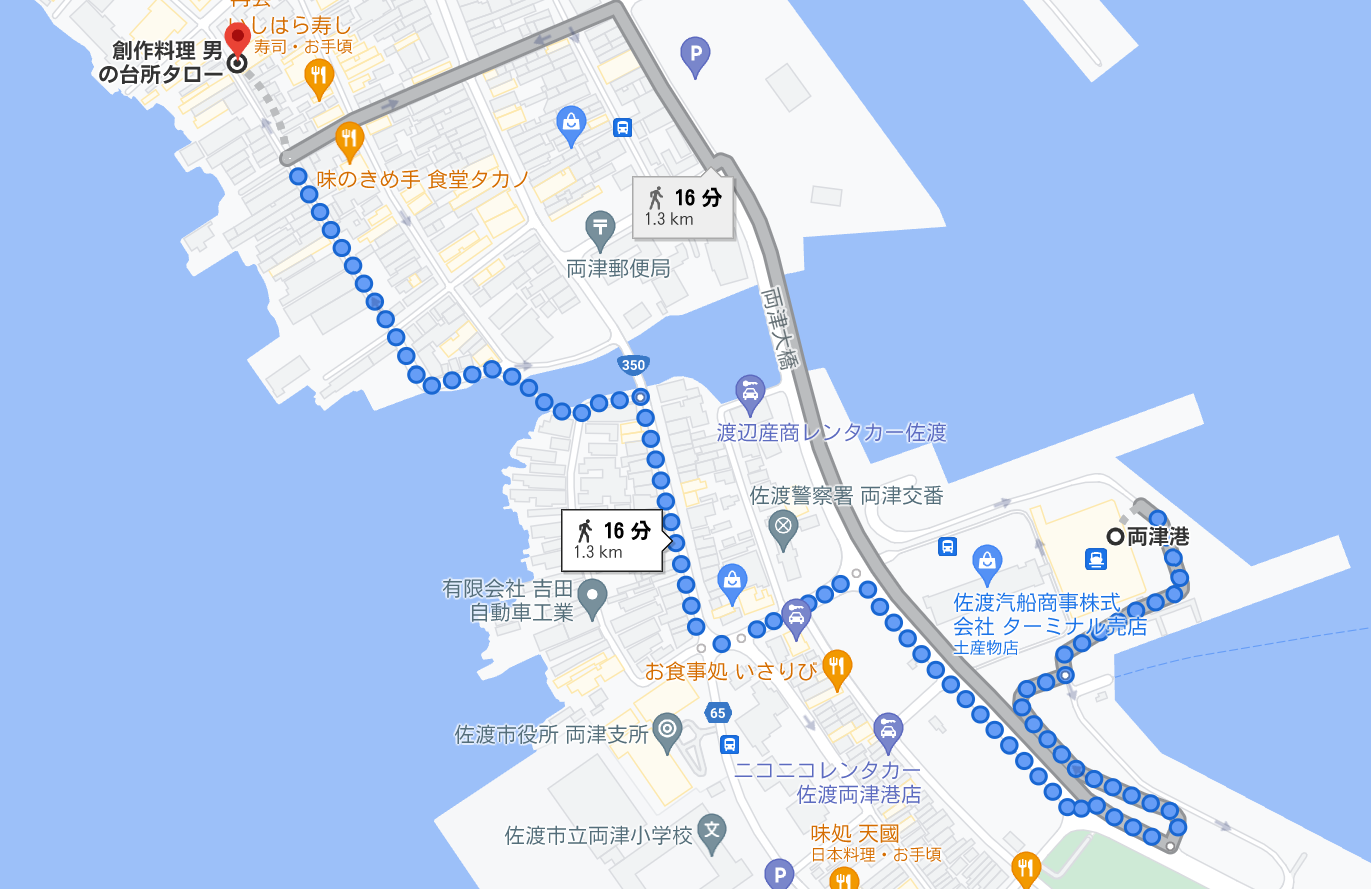 いしはら寿し
寿司・お手頃
創作料理 男
の台所タロー
P
味のきめ手 食堂タカノ
16 分
1.3 km
両津郵便局
両津大橋
350
渡辺産商レンタカー佐渡
佐渡警察署 両津交番
両津港
16 分
1.3 km
有限会社 吉田
自動車工業
佐渡汽船商事株式
会社 ターミナル売店
土産物店
お食事処 いさりび
65
佐渡市役所 両津支所
ニコニコレンタカー
佐渡両津港店
佐渡市立両津小学校
文
味処 天國
日本料理・お手頃
P